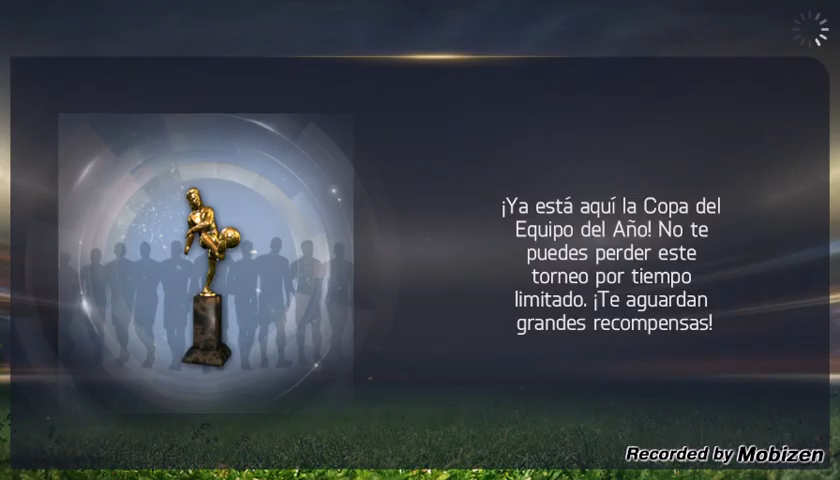 ¡Ya está aquí la Copa del
Equipo del Año! No te
puedes perder este
torneo por tiempo
limitado. ¡Te aguardan
grandes recompensas!
Recorded by Mobizen